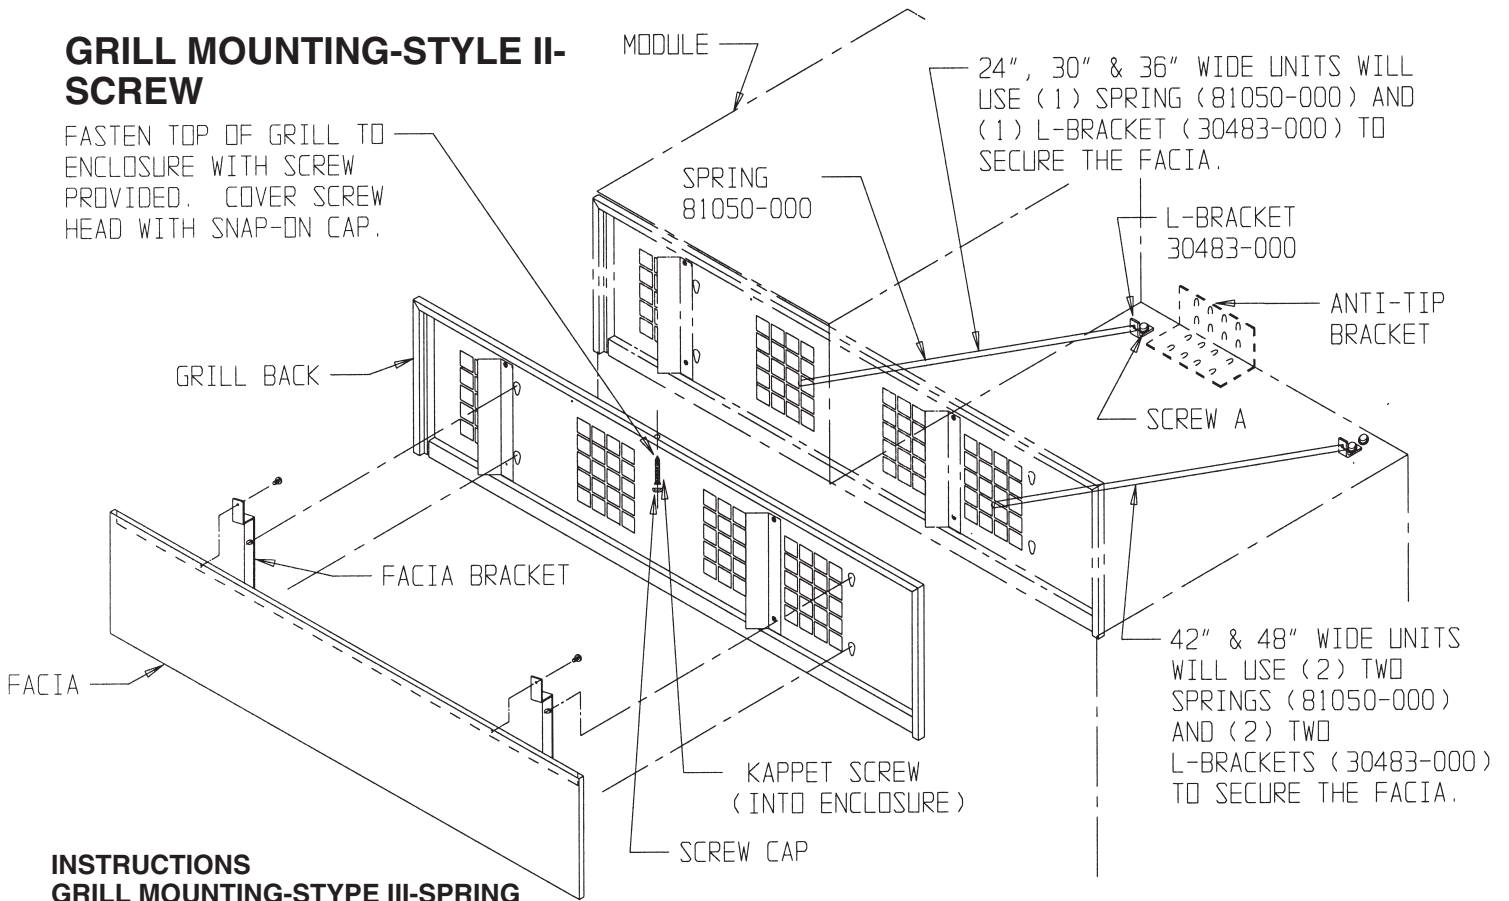 GRILL MOUNTING-STYLE II-
SCREW
FASTEN TOP OF GRILL TO
ENCLOSURE WITH SCREW
PROVIDED. COVER SCREW
HEAD WITH SNAP-ON CAP.
MODULE
24", 30" & 36" WIDE UNITS WILL
USE (1) SPRING (81050-000) AND
(1) L-BRACKET (30483-000) TO
SECURE THE FACIA.
SPRING
81050-000
L-BRACKET
30483-000
ANTI-TIP
BRACKET
GRILL BACK
SCREW A
FACIA BRACKET
FACIA
42" & 48" WIDE UNITS
WILL USE (2) TWO
SPRINGS (81050-000)
AND (2) TWO
L-BRACKETS (30483-000)
TO SECURE THE FACIA.
KAPPET SCREW
(INTO ENCLOSURE)
SCREW CAP
INSTRUCTIONS
GRILL MOUNTING-STYPE III-SPRING